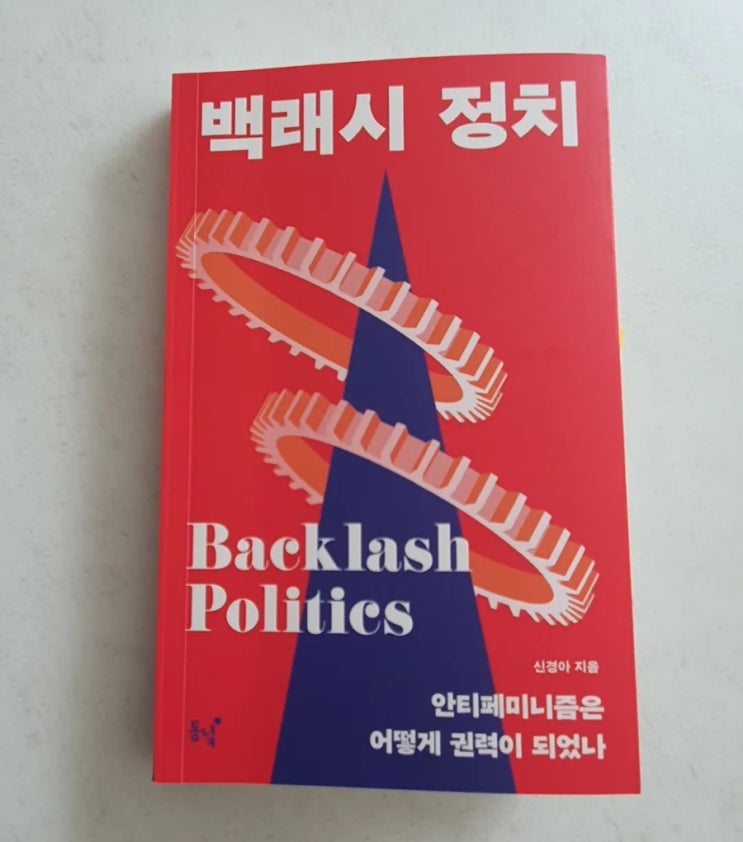 백래시 정치
Backlash
Politics
신경아 지음
안티페미니즘은
어떻게 권력이 되었나
동녘